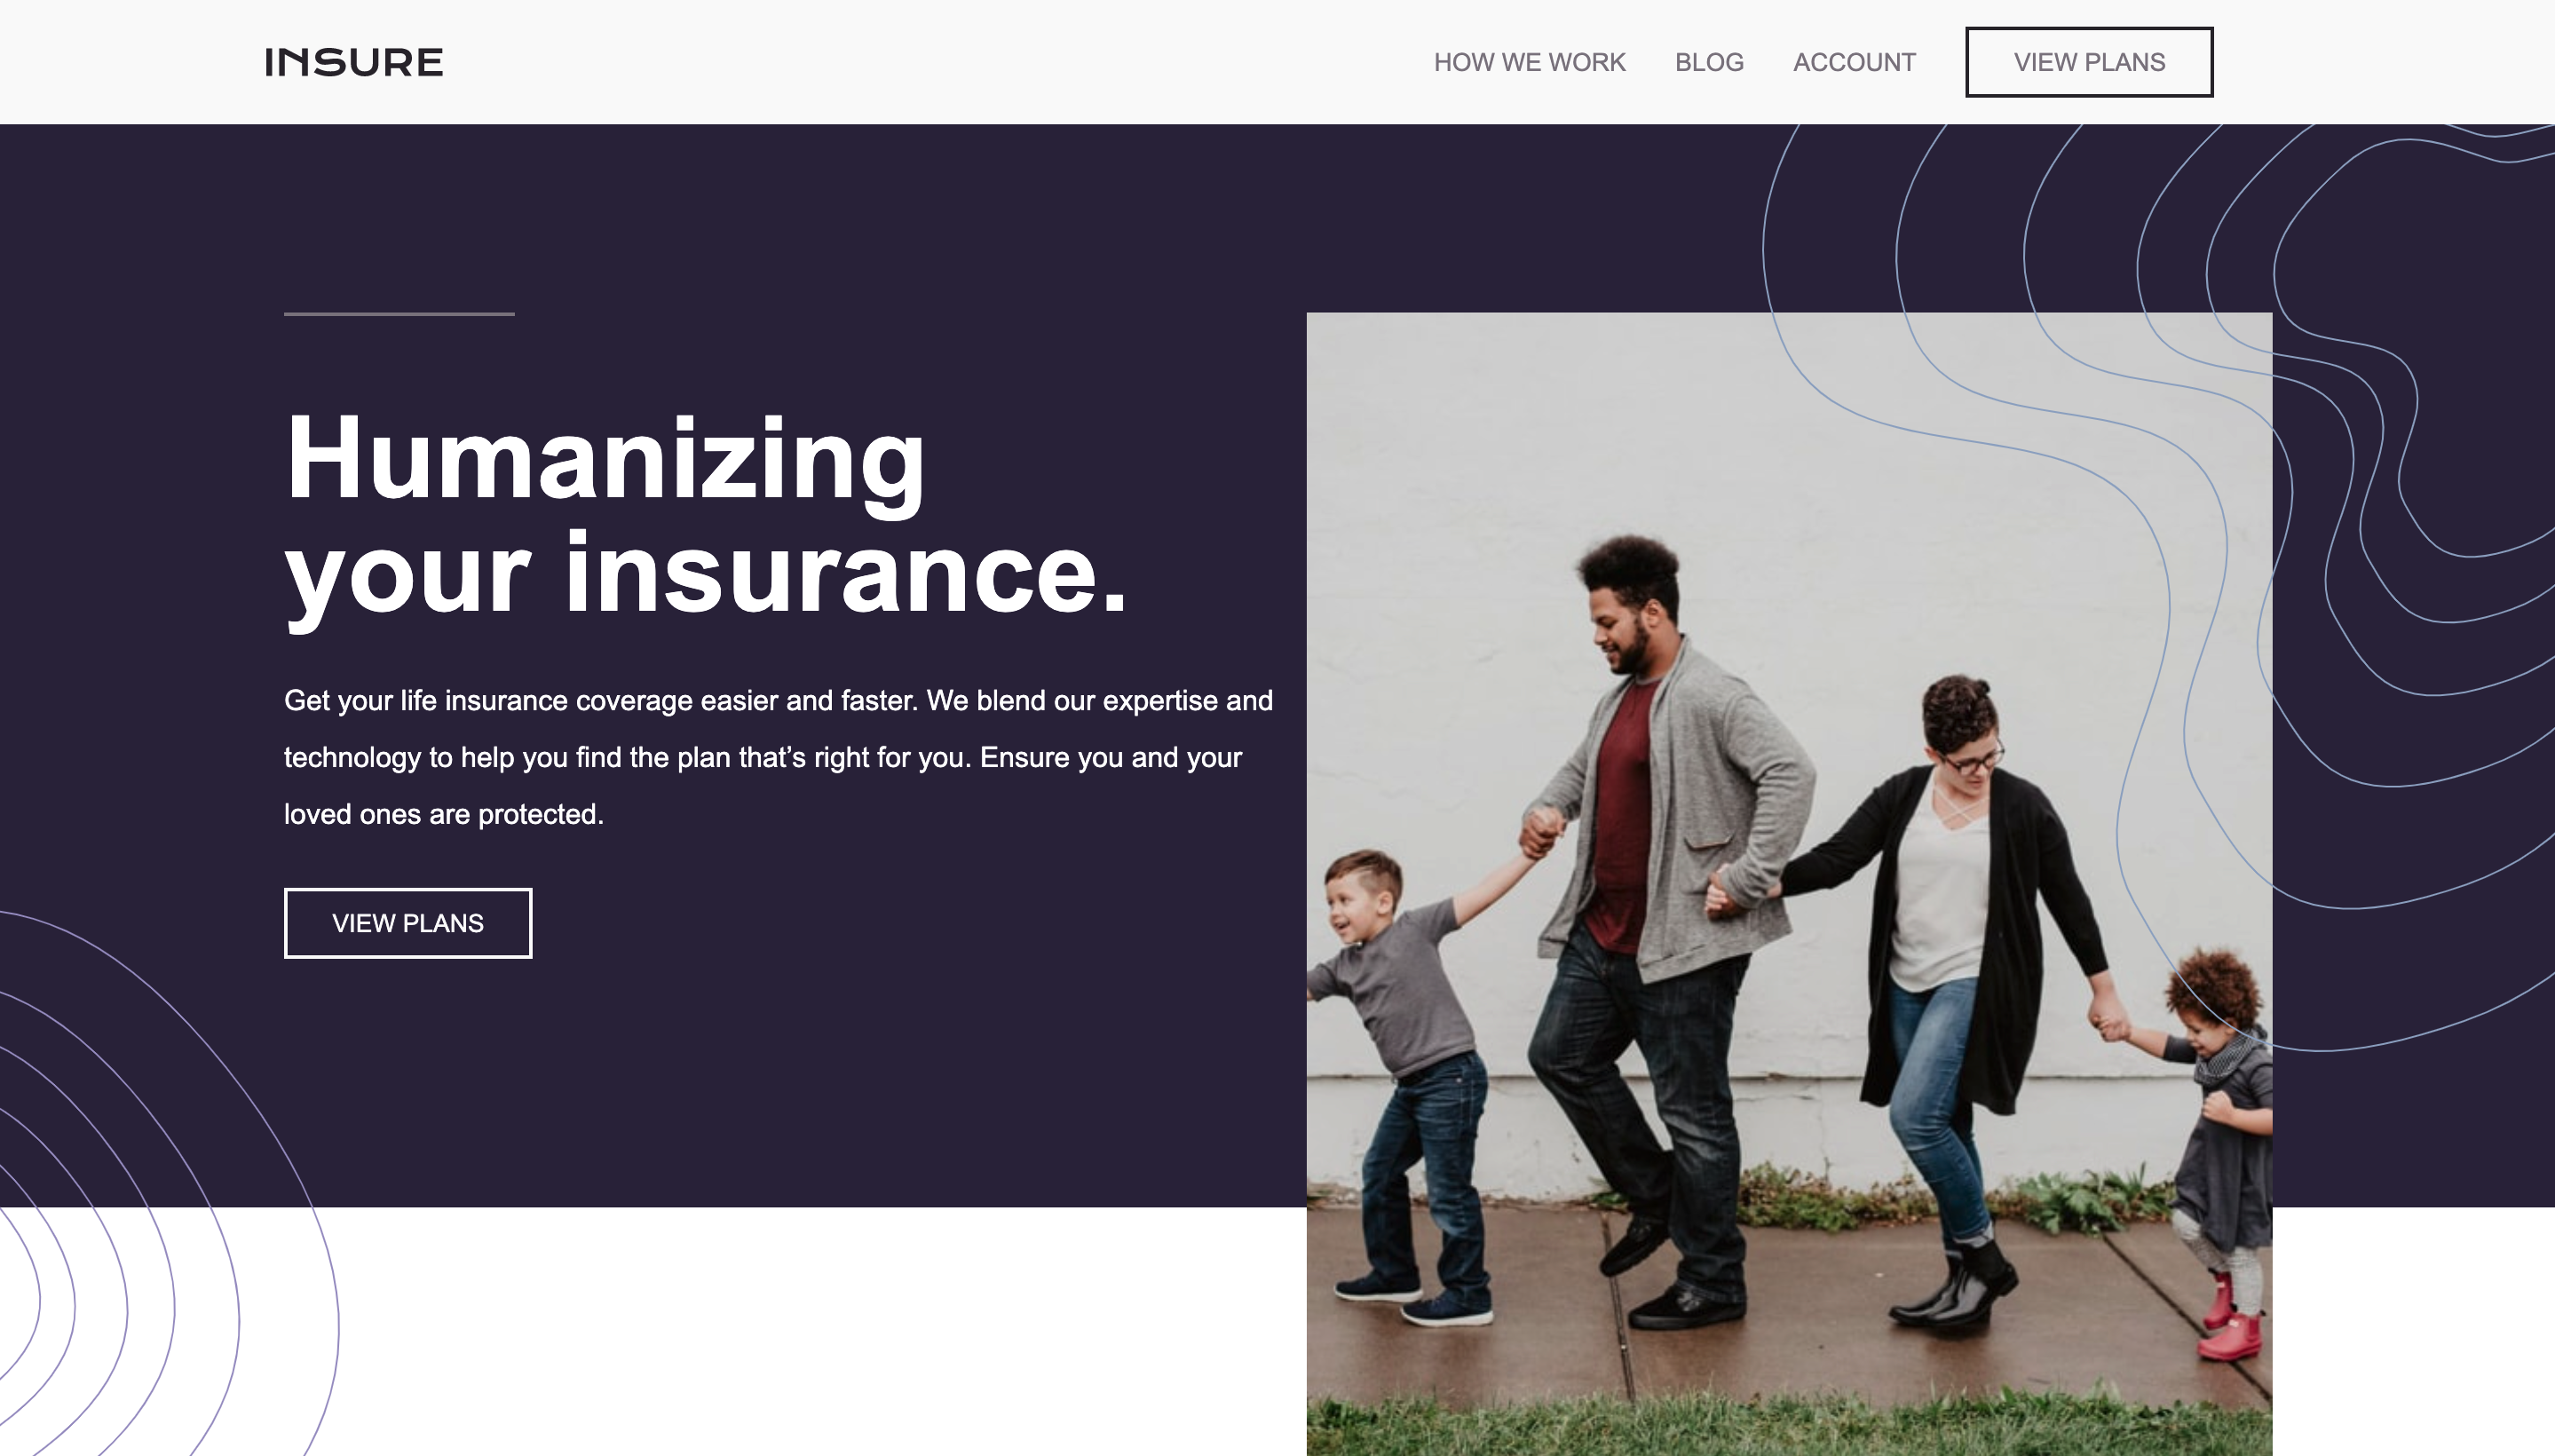 INSURE
HOW WE WORK
BLOG
ACCOUNT
VIEW PLANS
Humanizing
your insurance.
Get your life insurance coverage easier and faster. We blend our expertise and
technology to help you find the plan that’s right for you. Ensure you and your
loved ones are protected.
VIEW PLANS